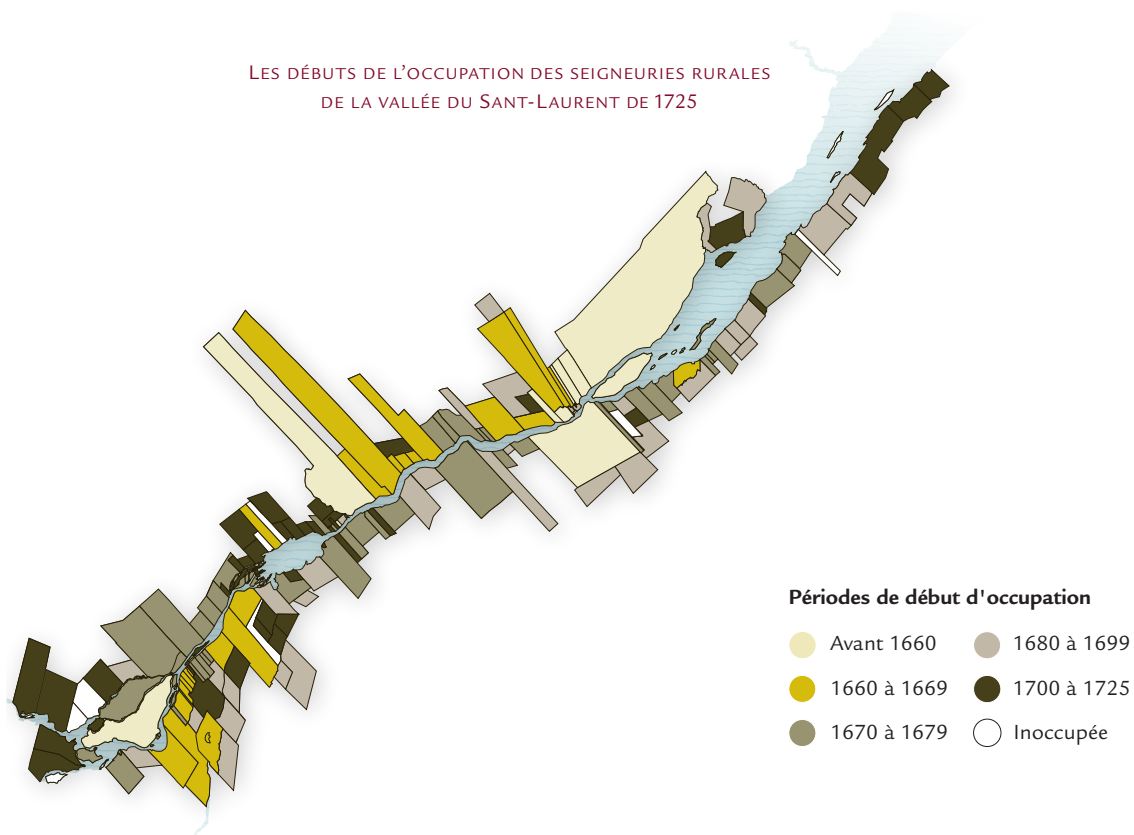 LES DÉBUTS DE L'OCCUPATION DES SEIGNEURIES RURALES
DE LA VALLÉE DU SANT-LAURENT DE 1725
Périodes de début d'occupation
Avant 1660
1660 à 1669
1670 à 1679
1680 à 1699
1700 à 1725
Inoccupée